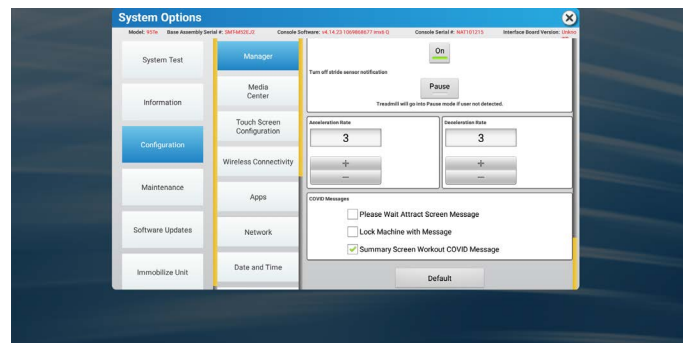 System Options
Model: 95Te Base Assembly Serial #: SMT-M52EJ2 Console Software: v4.14.23-1069868677-mx6 Q Console Serial #: NAT101215 Interface Board Version: Unkno
System Test
Information
Configuration
Maintenance
Software Updates
Immobilize Unit
Manager
Media
Center
Touch Screen
Configuration
Wireless Connectivity
Apps
Network
Date and Time
On
Turn off stride sensor notification
Pause
Treadmill will go into Pause mode if user not detected.
Acceleration Rate
3
+
−
Deceleration Rate
3
+
−
COVID Messages
Please Wait Attract Screen Message
Lock Machine with Message
Summary Screen Workout COVID Message
Default